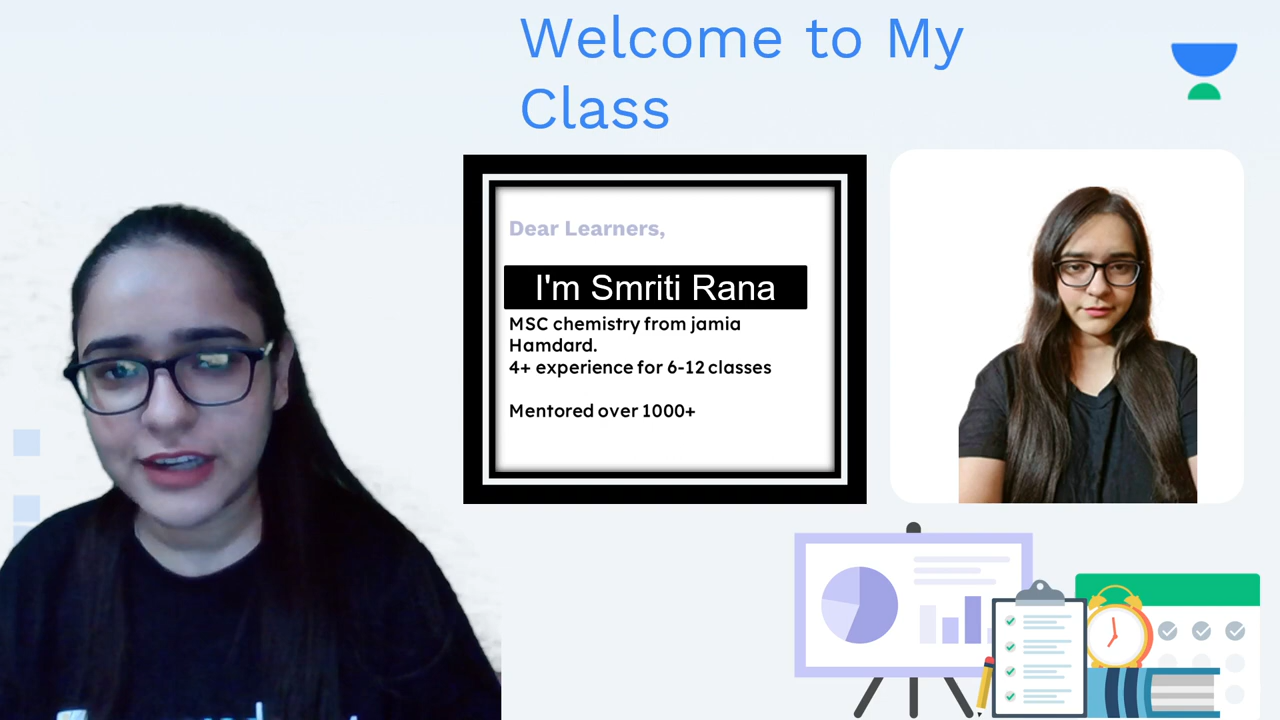 Welcome to My
Class
Dear Learners,
I'm Smriti Rana
MSC chemistry from jamia
Hamdard.
4+ experience for 6-12 classes
Mentored over 1000+